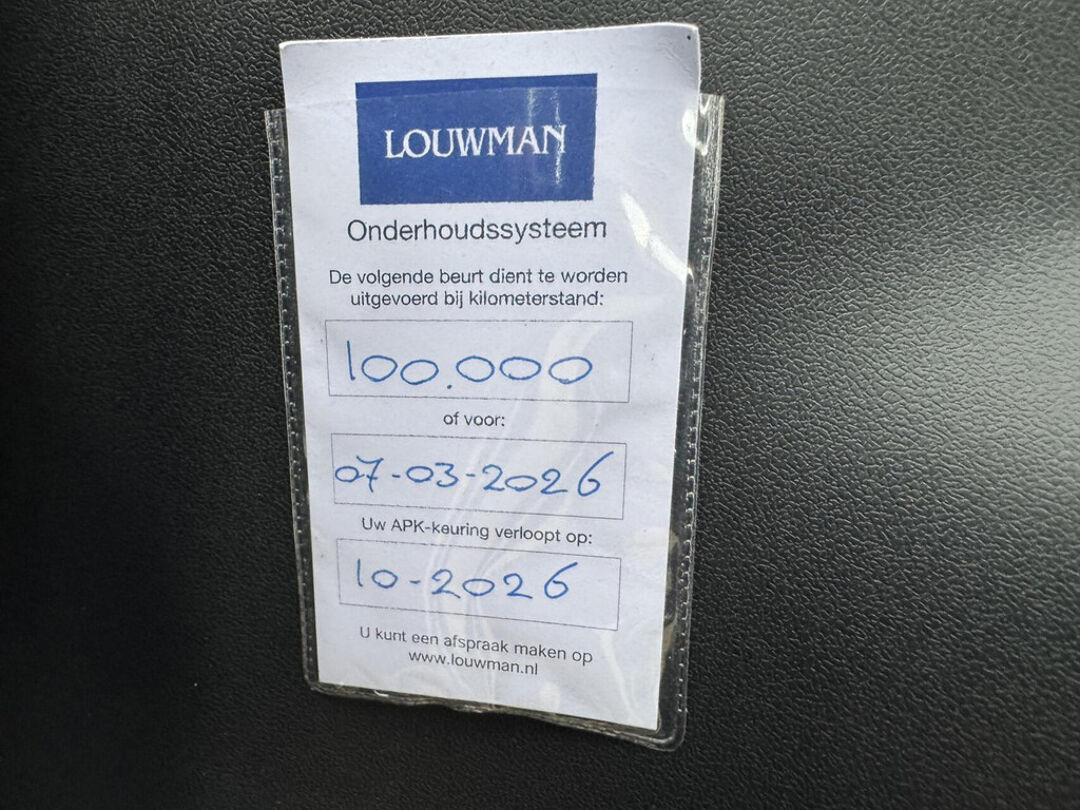 LOUWMAN
Onderhoudssysteem
De volgende beurt dient te worden
uitgevoerd bij kilometerstand:
100.000
of voor:
07-03-2026
Uw APK-keuring verloopt op:
10-2026
U kunt een afspraak maken op
www.louwman.nl